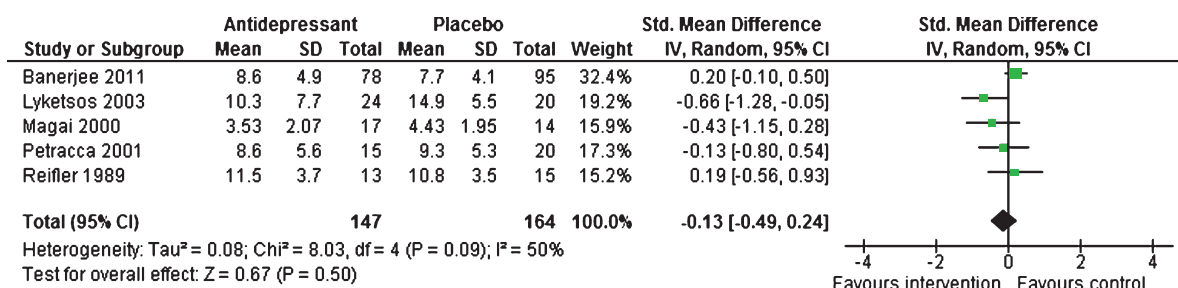 Antidepressant Placebo Std. Mean Difference Std. Mean Difference
Study or Subgroup Mean SD Total Mean SD Total Weight IV, Random, 95% CI IV, Random, 95% CI
Banerjee 2011 8.6 4.9 78 7.7 4.1 95 32.4% 0.20 [-0.10, 0.50]
Lyketsos 2003 10.3 7.7 24 14.9 5.5 20 19.2% -0.66 [-1.28, -0.05]
Magai 2000 3.53 2.07 17 4.43 1.95 14 15.9% -0.43 [-1.15, 0.28]
Petracca 2001 8.6 5.6 15 9.3 5.3 20 17.3% -0.13 [-0.80, 0.54]
Reifler 1989 11.5 3.7 13 10.8 3.5 15 15.2% 0.19 [-0.56, 0.93]
Total (95% CI) 147 164 100.0% -0.13 [-0.49, 0.24]
Heterogeneity: Tau² = 0.08; Chi² = 8.03, df = 4 (P = 0.09); I² = 50%
Test for overall effect: Z = 0.67 (P = 0.50)
-4 -2 0 2 4
Favours intervention Favours control